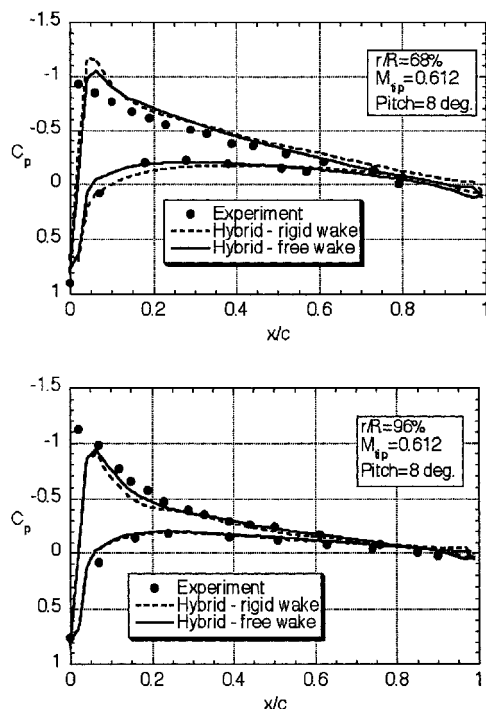 -1.5
r/R=68%
M_tip=0.612
Pitch=8 deg.
-1
-0.5
C_p
0
Experiment
Hybrid - rigid wake
Hybrid - free wake
0.5
1
0 0.2 0.4 0.6 0.8 1
x/c
-1.5
r/R=96%
M_tip=0.612
Pitch=8 deg.
-1
-0.5
C_p
0
Experiment
Hybrid - rigid wake
Hybrid - free wake
0.5
1
0 0.2 0.4 0.6 0.8 1
x/c